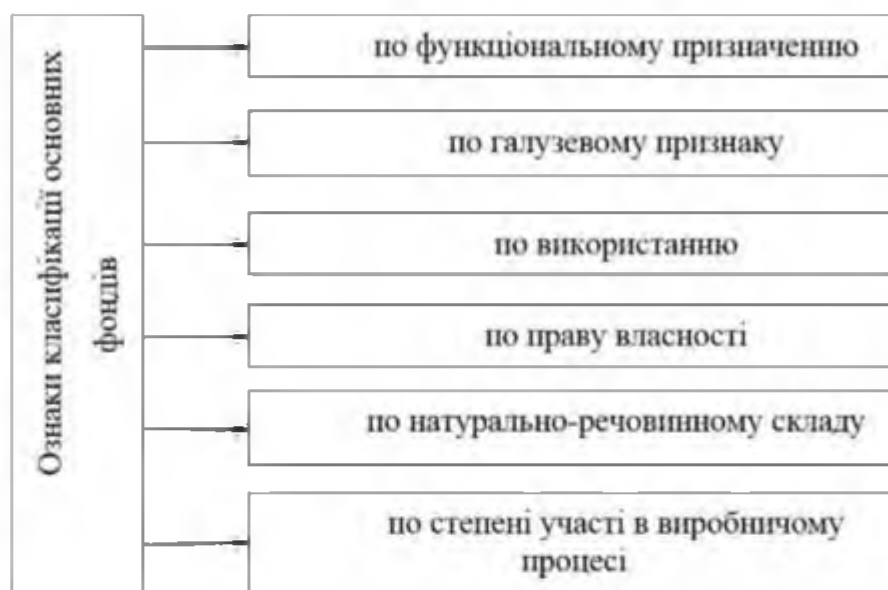 Ознаки класифікації основних
фондів
по функціональному призначенню
по галузевому признаку
по використанню
по праву власності
по натурально-речовинному складу
по степені участі в виробничому
процесі